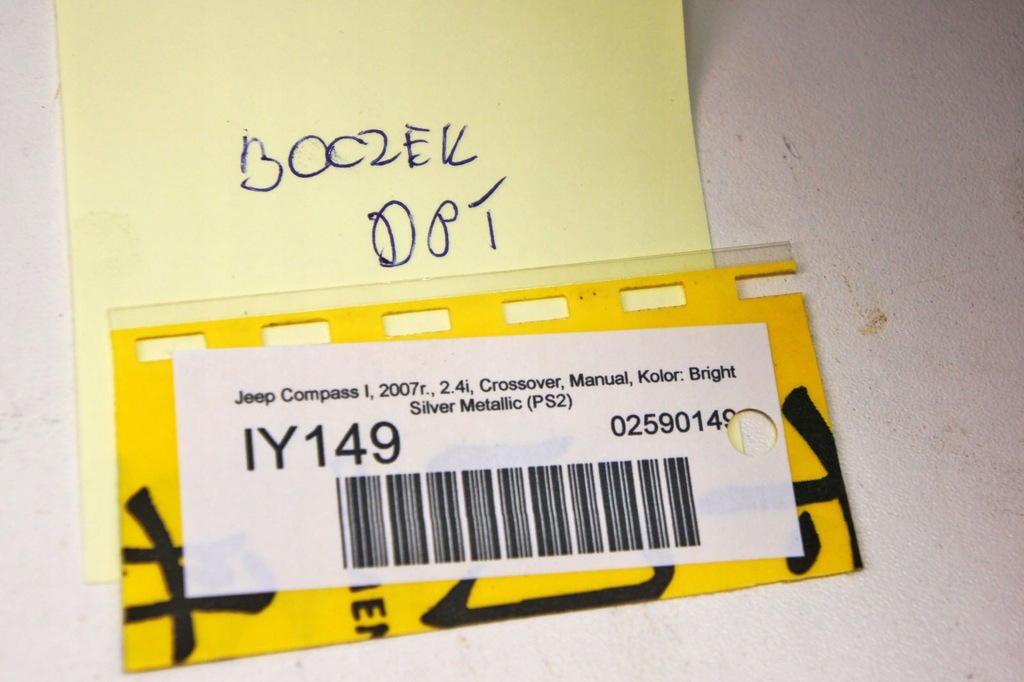 BOCZEK
DPT
Jeep Compass I, 2007r., 2.4i, Crossover, Manual, Kolor: Bright
Silver Metallic (PS2)
IY149
02590149